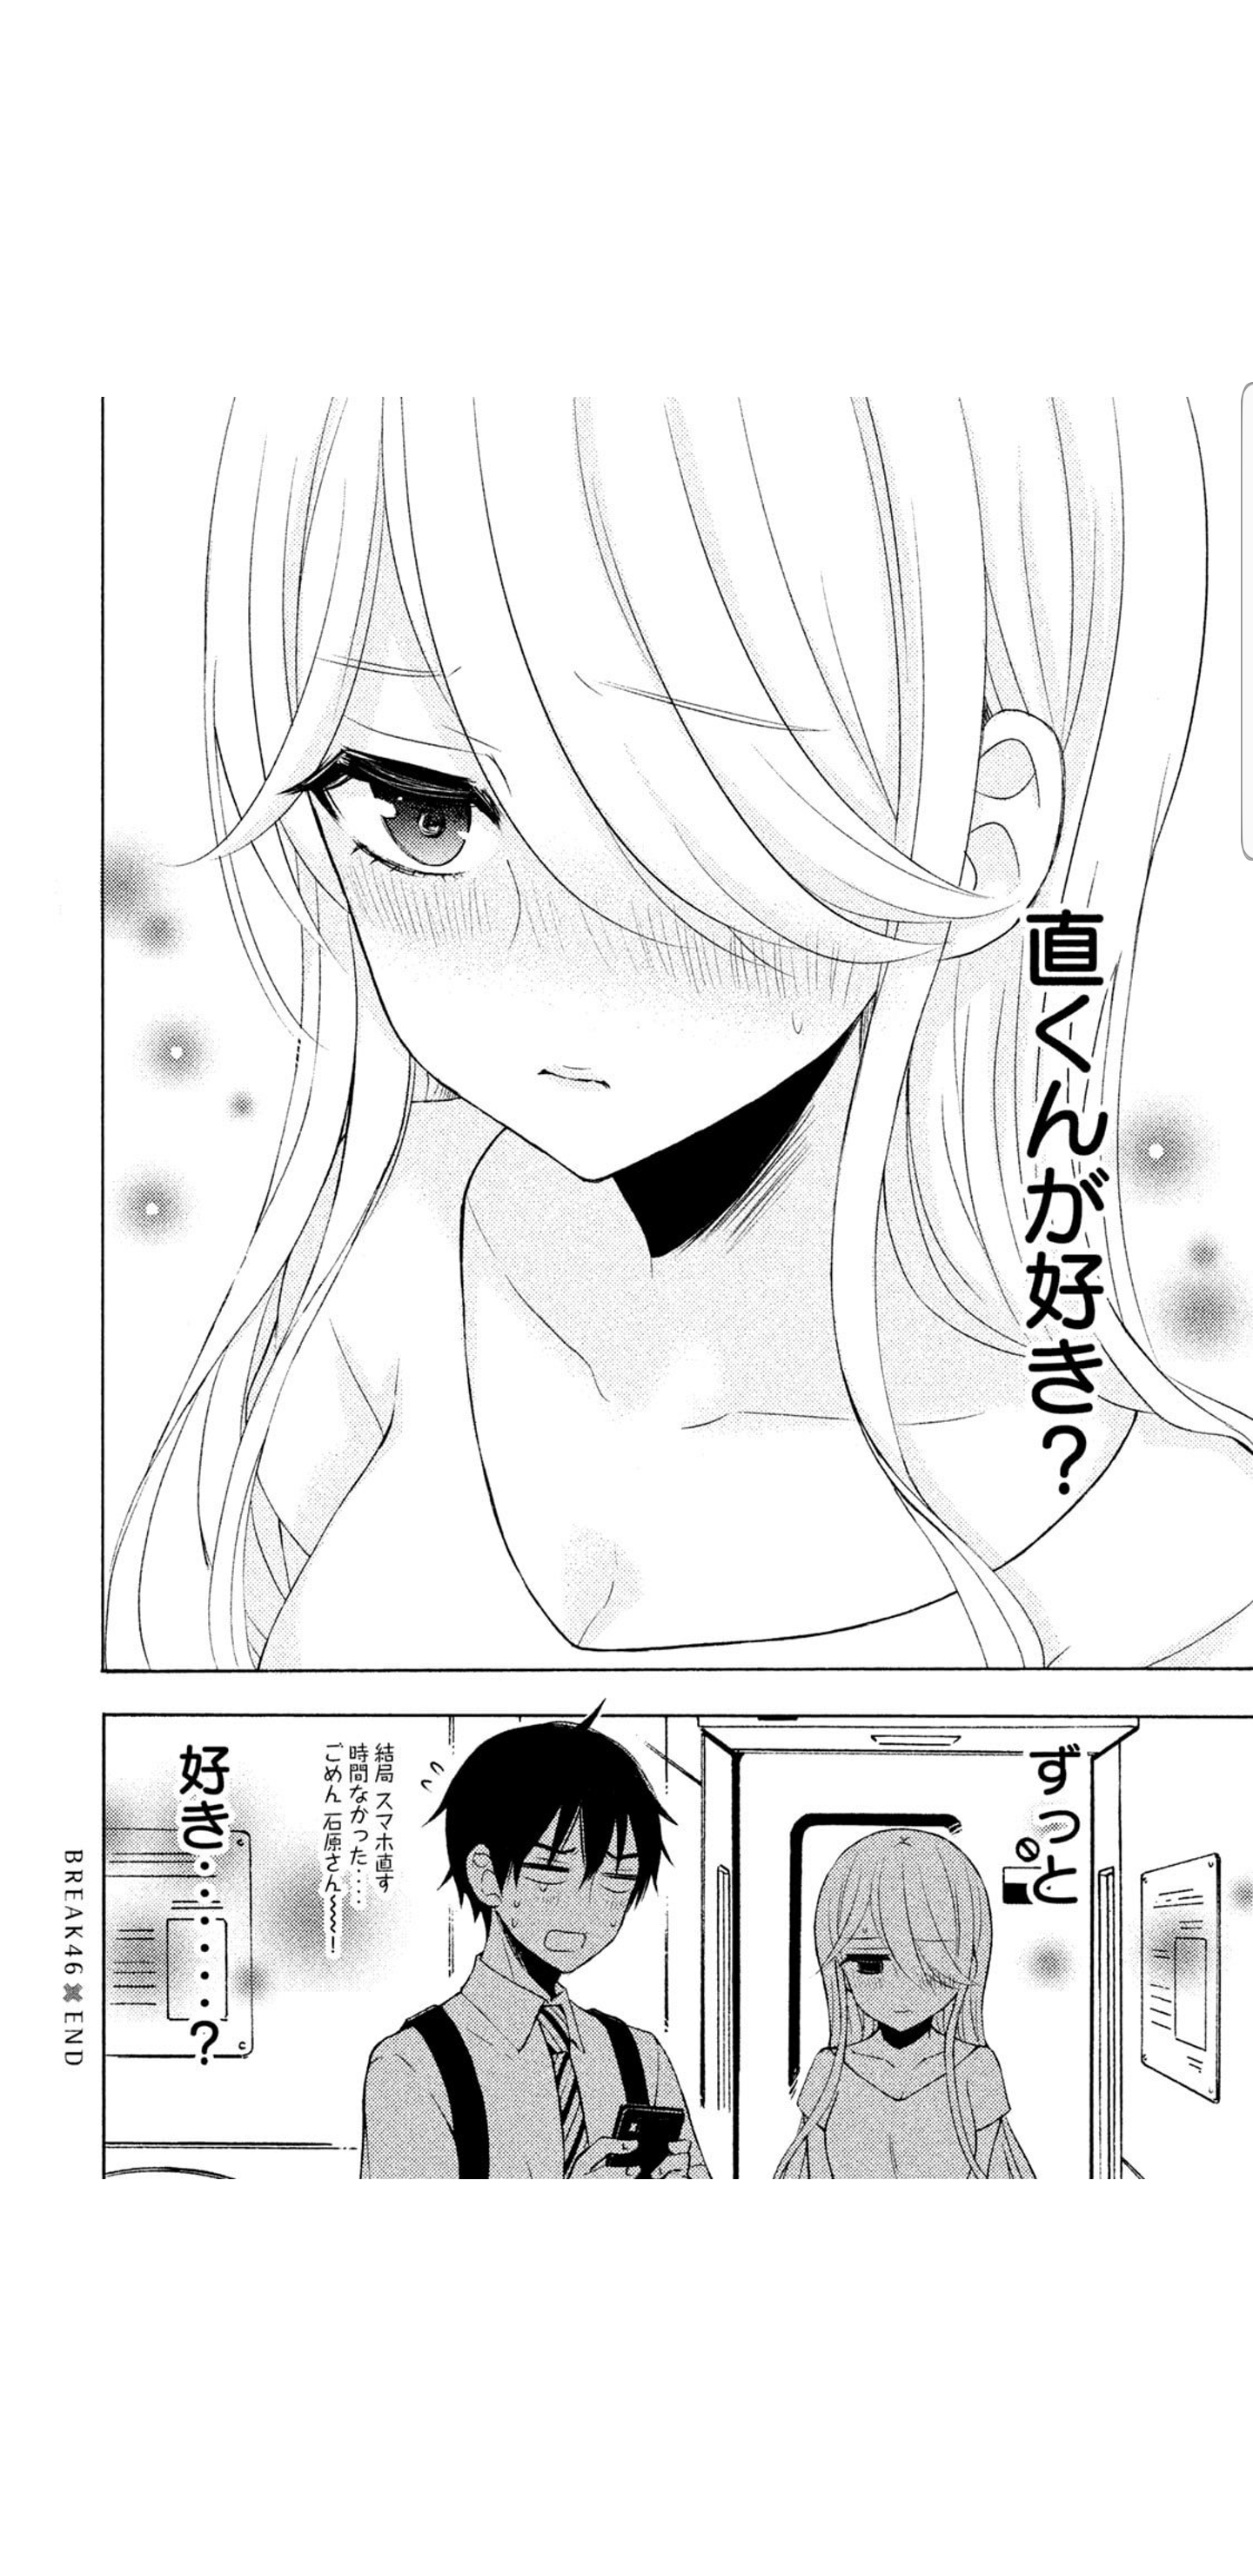 直くんが好き？
ずっと
結局 スマホ直す
時間なかった‥‥
ごめん 石原さん〜〜〜！
好き・・・・・・？
BREAK46✖END